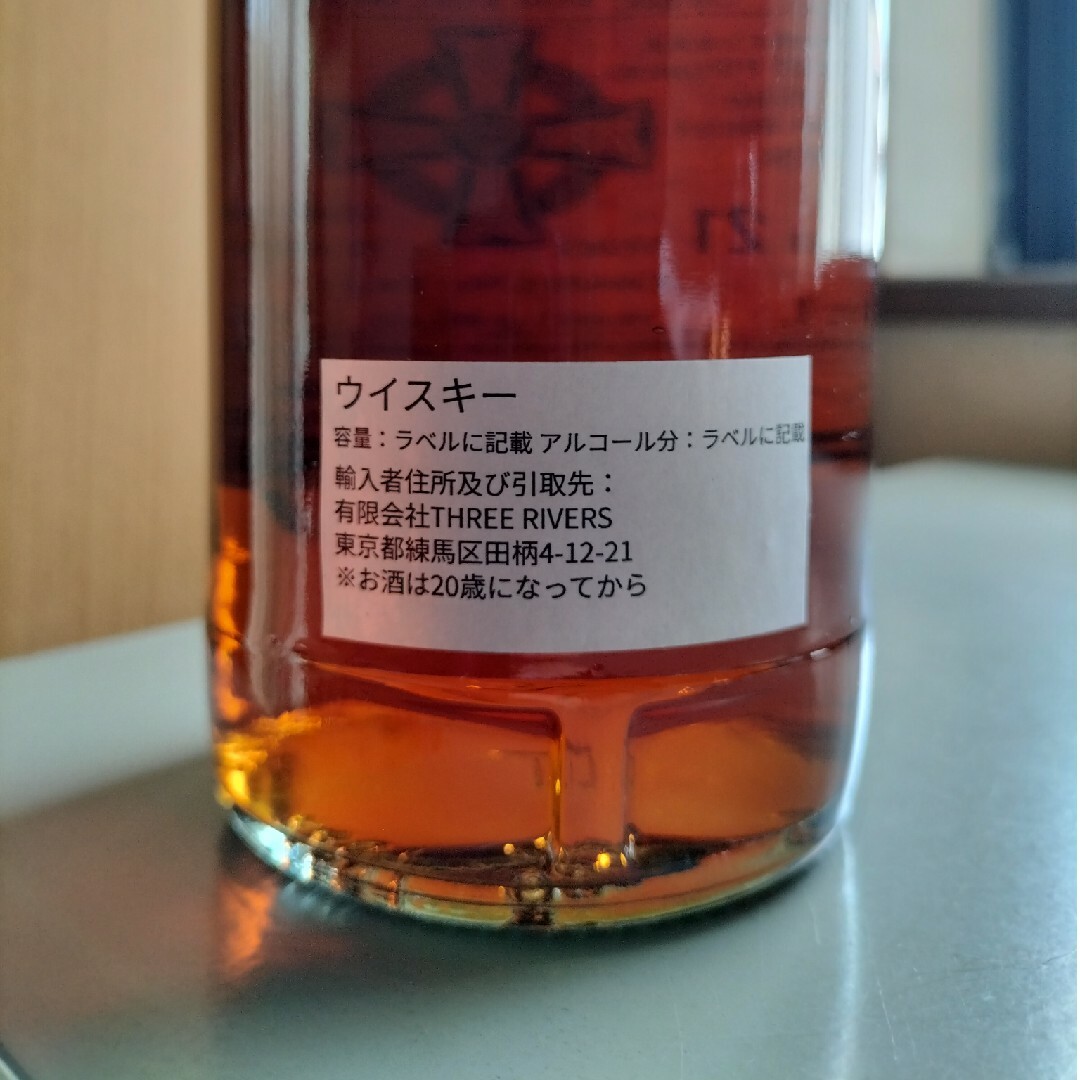 ウイスキー
容量：ラベルに記載 アルコール分：ラベルに記載
輸入者住所及び引取先：
有限会社THREE RIVERS
東京都練馬区田柄4-12-21
※お酒は20歳になってから
21